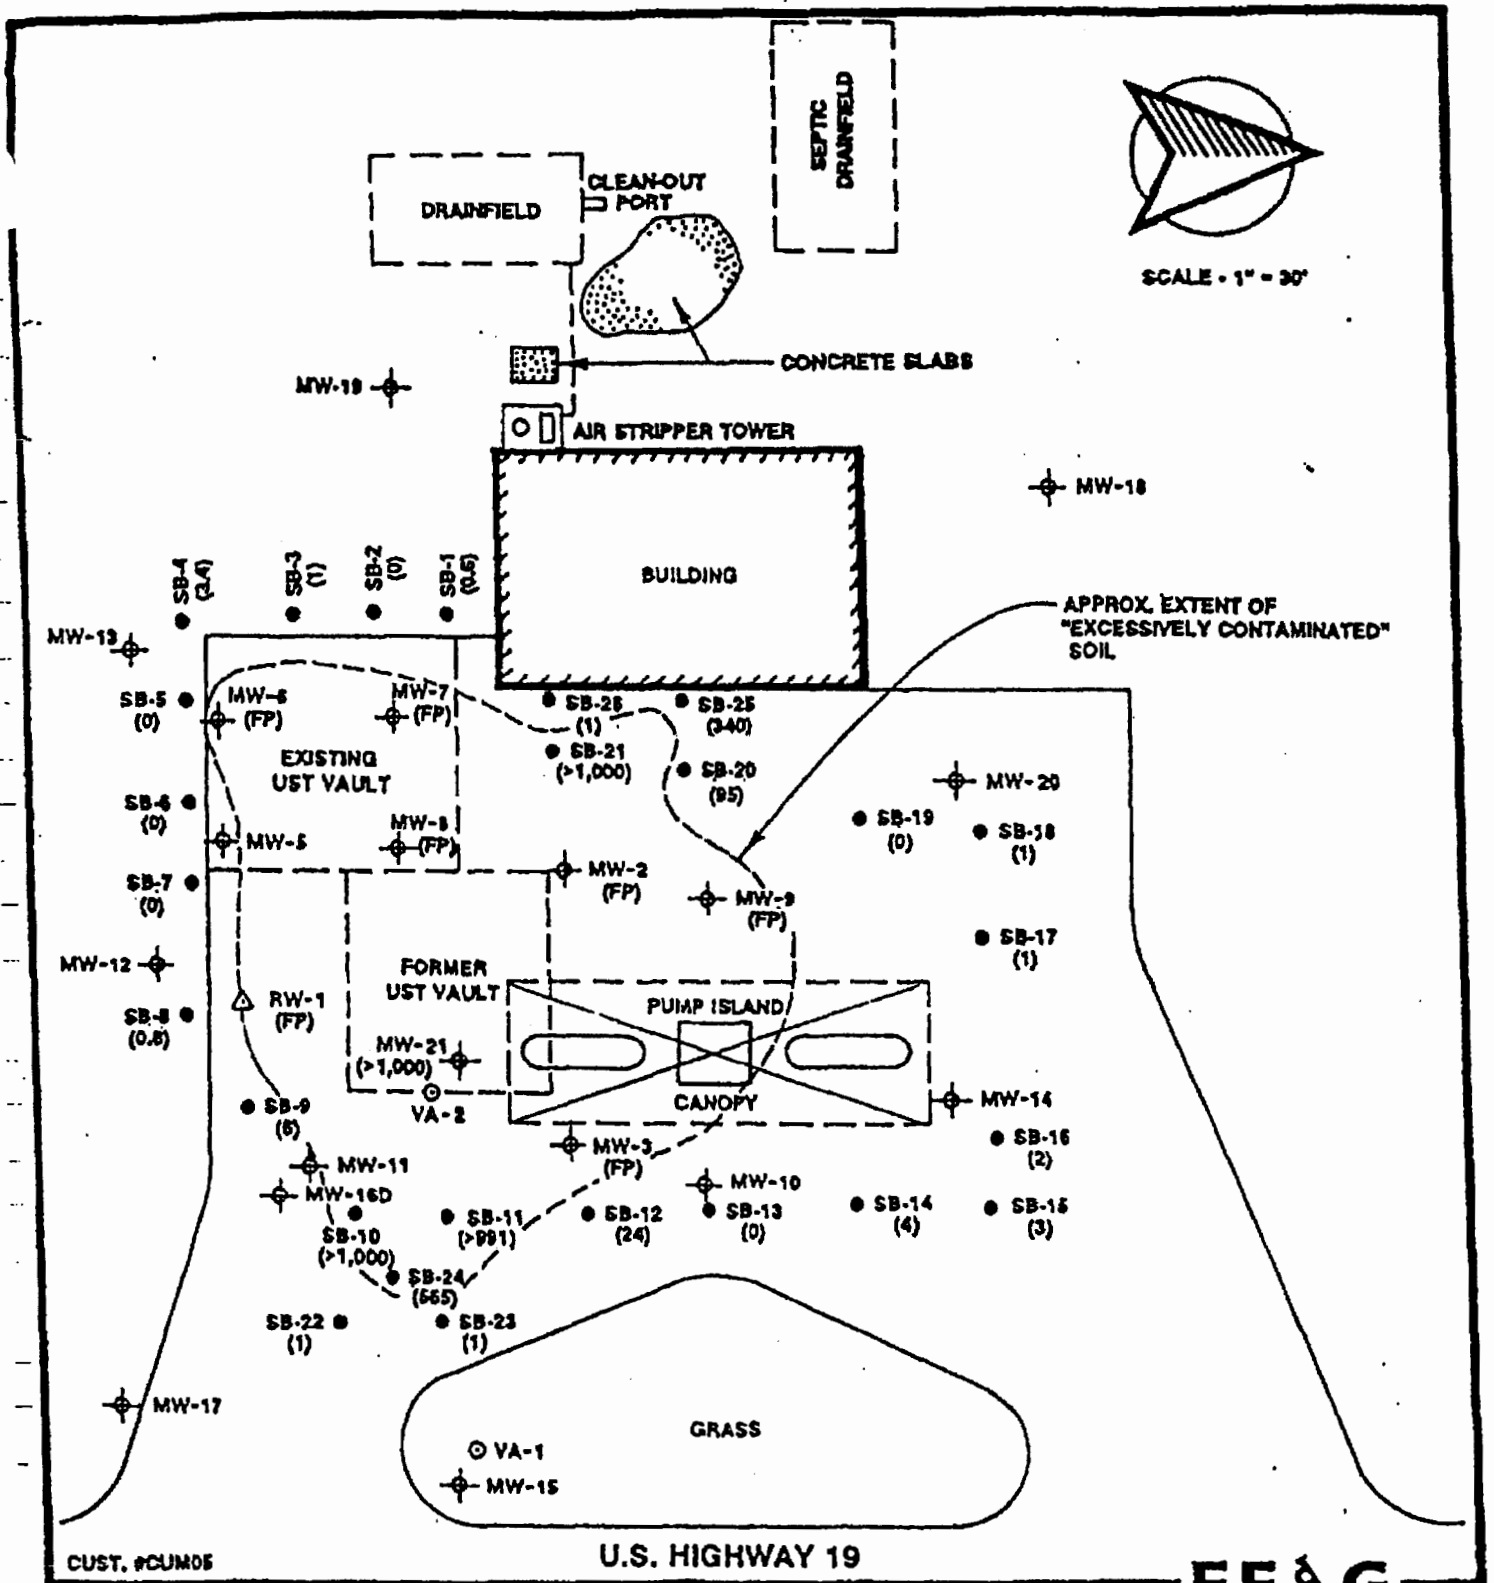 SEPTIC
DRAINFIELD
CLEAN-OUT
PORT
DRAINFIELD
SCALE - 1" = 30'
CONCRETE SLABS
MW-19
AIR STRIPPER TOWER
MW-18
BUILDING
SB-4
(3.4)
SB-3
(1)
SB-2
(0)
SB-1
(0.6)
APPROX. EXTENT OF
"EXCESSIVELY CONTAMINATED"
SOIL
MW-13
SB-5
(0)
MW-6
(FP)
MW-7
(FP)
SB-26
(1)
SB-25
(340)
EXISTING
UST VAULT
SB-21
(>1,000)
SB-20
(95)
MW-20
SB-6
(0)
MW-5
MW-8
(FP)
SB-19
(0)
SB-18
(1)
SB-7
(0)
MW-2
(FP)
MW-9
(FP)
SB-17
(1)
MW-12
FORMER
UST VAULT
RW-1
(FP)
SB-8
(0.8)
PUMP ISLAND
MW-21
(>1,000)
VA-2
CANOPY
MW-14
SB-9
(6)
MW-3
(FP)
SB-16
(2)
MW-11
MW-16D
MW-10
SB-10
(>1,000)
SB-11
(>991)
SB-12
(24)
SB-13
(0)
SB-14
(4)
SB-15
(3)
SB-24
(565)
SB-22
(1)
SB-23
(1)
MW-17
GRASS
VA-1
MW-15
CUST. #CUM05
U.S. HIGHWAY 19